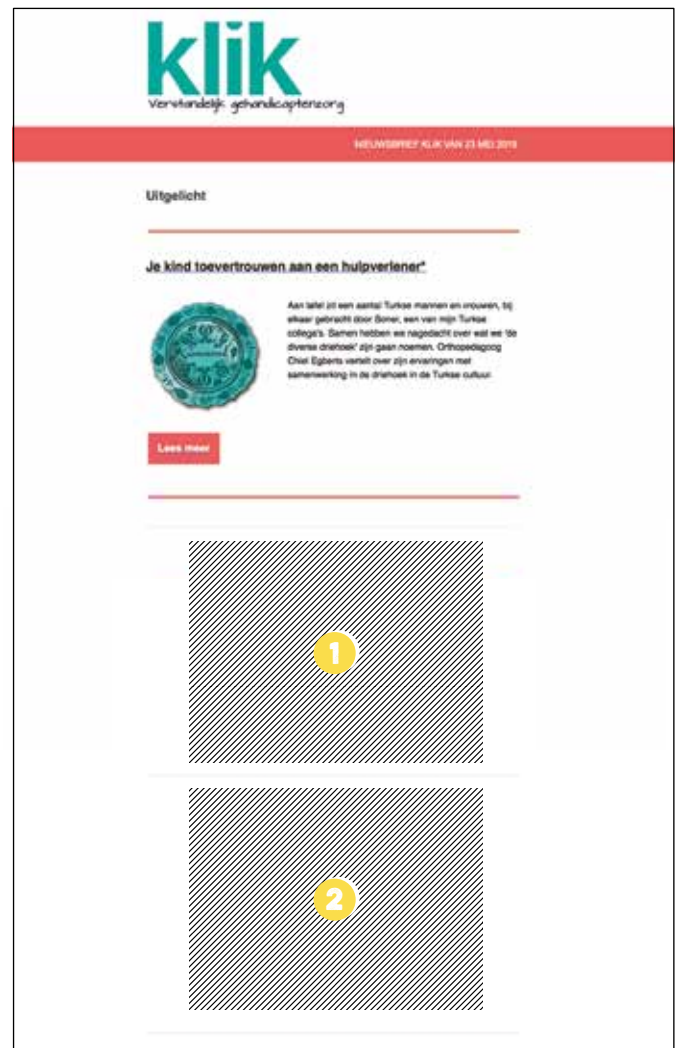 klik
Verstandelijk gehandicaptenzorg
NIEUWSBRIEF KLIK VAN 23 MEI 2019
Uitgelicht
Je kind toevertrouwen aan een hulpverlener*
Aan tafel zit een aantal Turkse mannen en vrouwen, bij
elkaar gebracht door Soner, een van mijn Turkse
collega's. Samen hebben we nagedacht over wat we 'de
diverse driehoek' zijn gaan noemen. Orthopedagoog
Chiel Egberts vertelt over zijn ervaringen met
samenwerking in de driehoek in de Turkse cultuur.
Lees meer
1
2